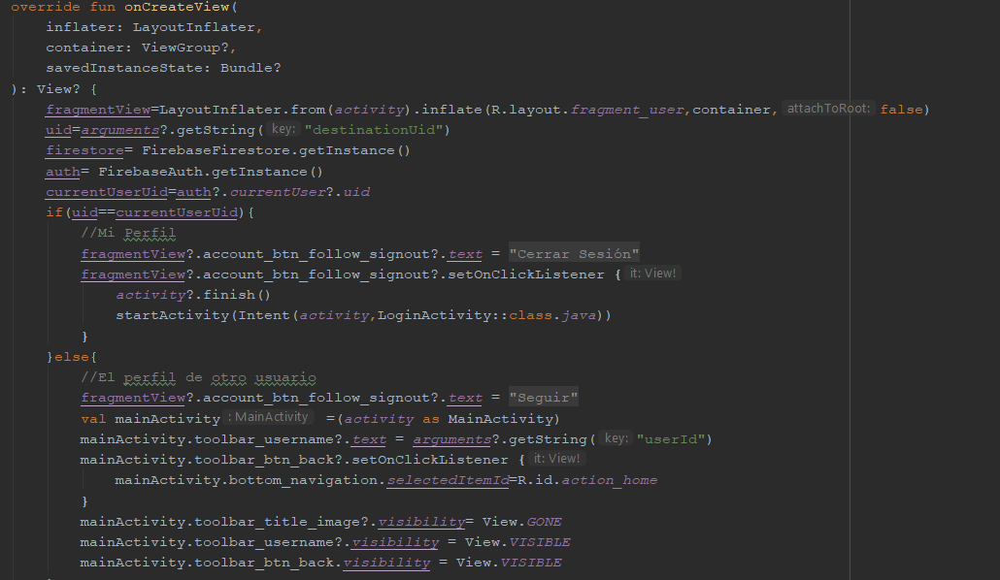 override fun onCreateView(
inflater: LayoutInflater,
container: ViewGroup?,
savedInstanceState: Bundle?
): View? {
fragmentView=LayoutInflater.from(activity).inflate(R.layout.fragment_user,container, attachToRoot: false)
uid=arguments?.getString( key: "destinationUid")
firestore= FirebaseFirestore.getInstance()
auth= FirebaseAuth.getInstance()
currentUserUid=auth?.currentUser?.uid
if(uid==currentUserUid){
//Mi Perfil
fragmentView?.account_btn_follow_signout?.text = "Cerrar Sesión"
fragmentView?.account_btn_follow_signout?.setOnClickListener { it: View!
activity?.finish()
startActivity(Intent(activity,LoginActivity::class.java))
}
}else{
//El perfil de otro usuario
fragmentView?.account_btn_follow_signout?.text = "Seguir"
val mainActivity : MainActivity =(activity as MainActivity)
mainActivity.toolbar_username?.text = arguments?.getString( key: "userId")
mainActivity.toolbar_btn_back?.setOnClickListener { it: View!
mainActivity.bottom_navigation.selectedItemId=R.id.action_home
}
mainActivity.toolbar_title_image?.visibility= View.GONE
mainActivity.toolbar_username?.visibility = View.VISIBLE
mainActivity.toolbar_btn_back.visibility = View.VISIBLE